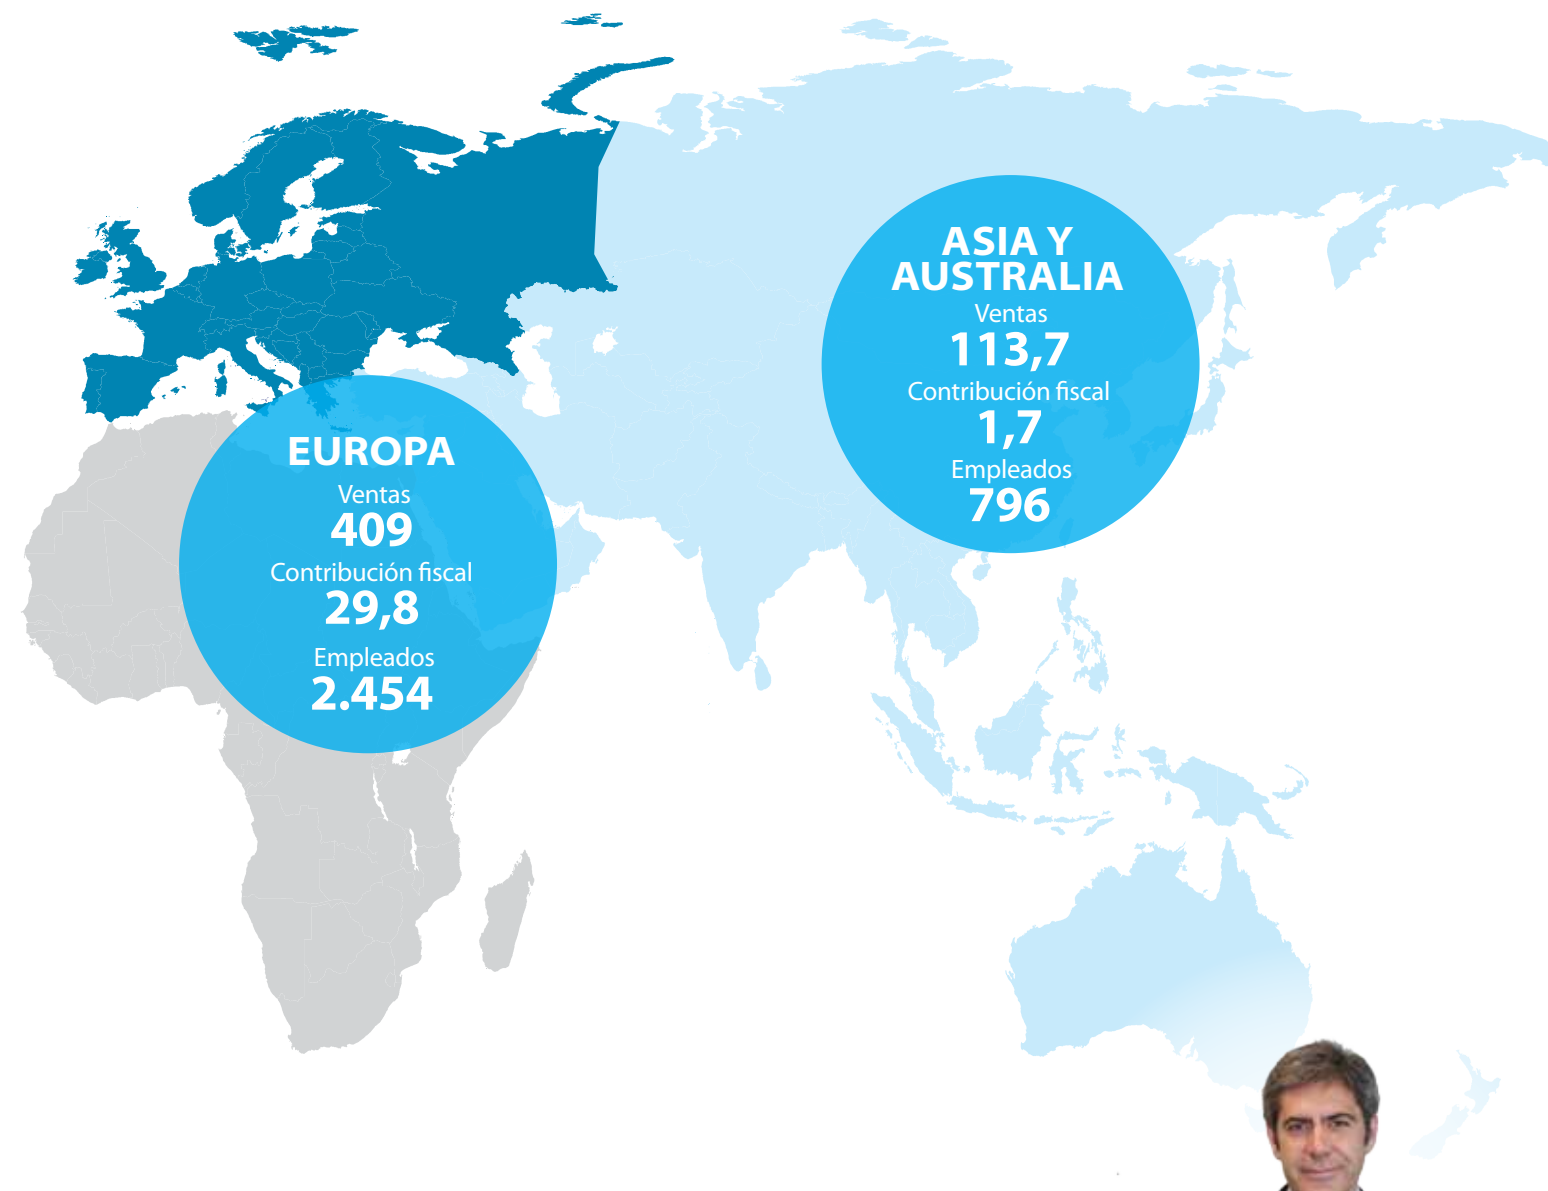 EUROPA
Ventas
409
Contribución fiscal
29,8
Empleados
2.454
ASIA Y
AUSTRALIA
Ventas
113,7
Contribución fiscal
1,7
Empleados
796